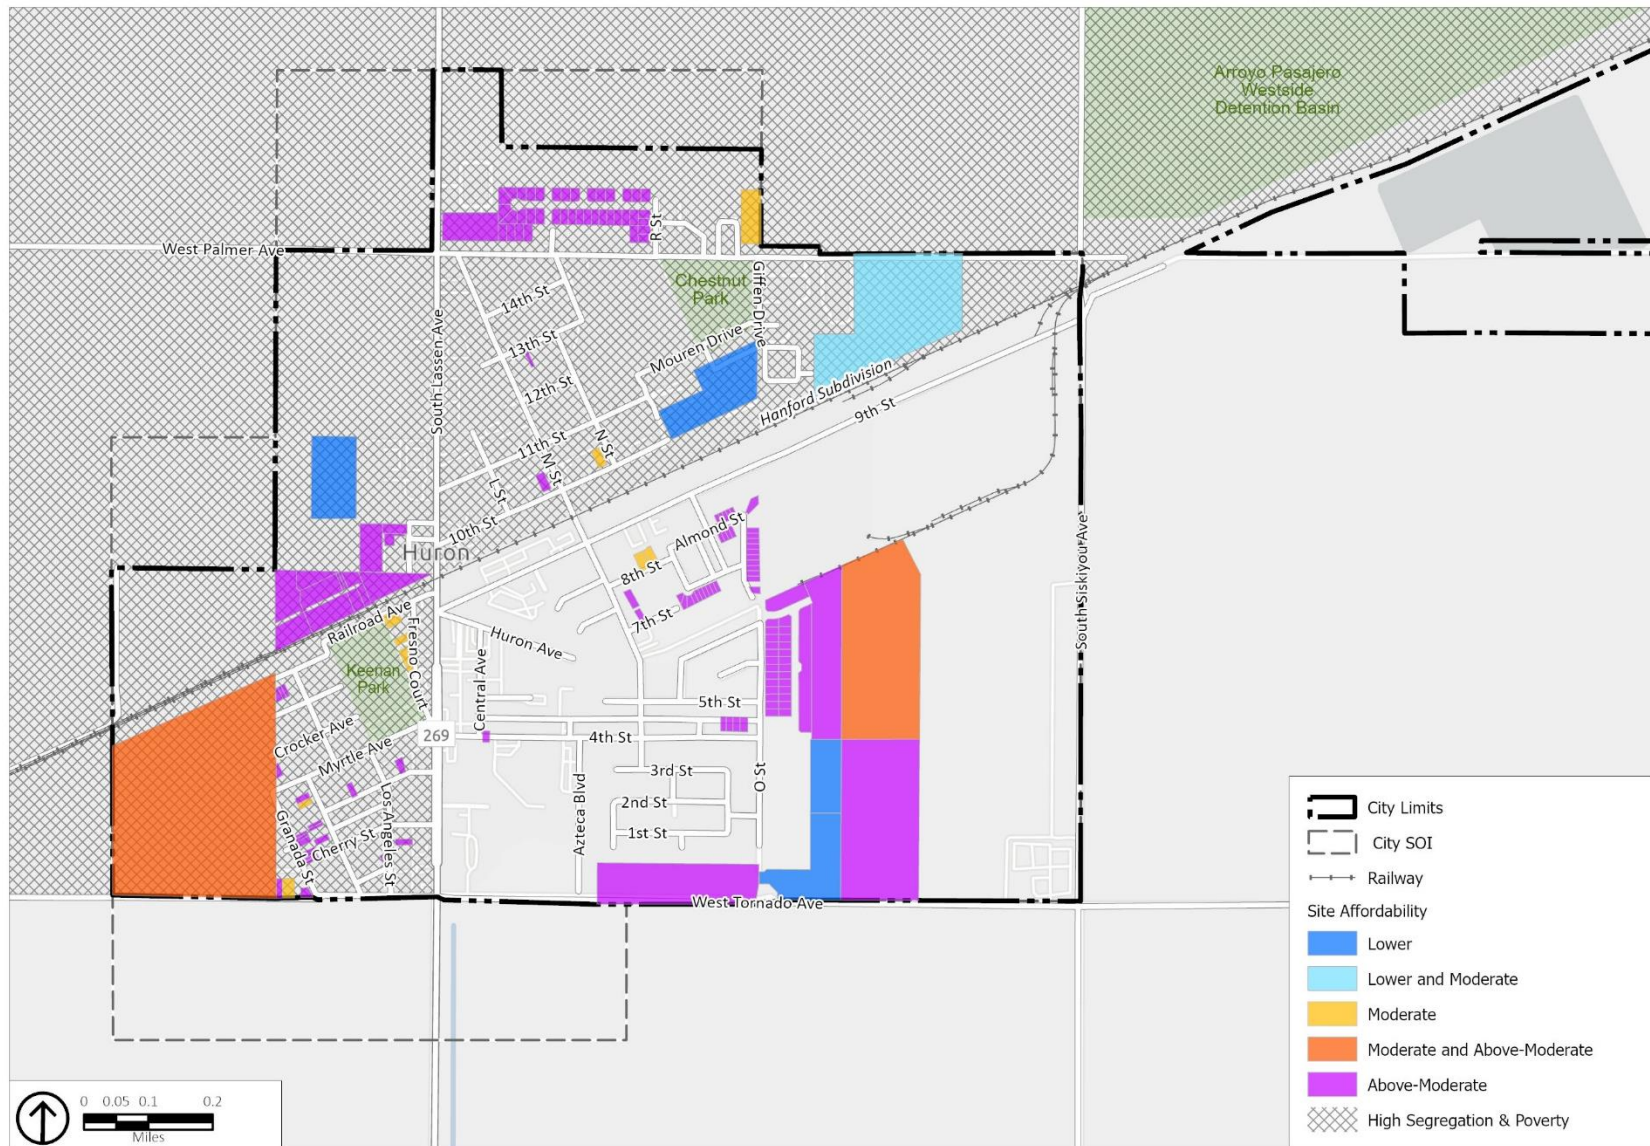 Arroyo Pasajero
Westside
Detention Basin
West Palmer Ave
R St
Chestnut
Park
Giffen Drive
14th St
13th St
Mouren Drive
12th St
South Lassen Ave
Hanford Subdivision
9th St
11th St
N St
M St
L St
10th St
Huron
Almond St
8th St
7th St
Railroad Ave
Fresno Court
Huron Ave
South Siskiyou Ave
Keenan
Park
Central Ave
5th St
269
4th St
Crocker Ave
Myrtle Ave
3rd St
O St
2nd St
Azteca Blvd
Los Angeles St
Granada St
1st St
Cherry St
West Tornado Ave
City Limits
City SOI
Railway
Site Affordability
Lower
Lower and Moderate
Moderate
Moderate and Above-Moderate
Above-Moderate
High Segregation & Poverty
0 0.05 0.1 0.2
Miles